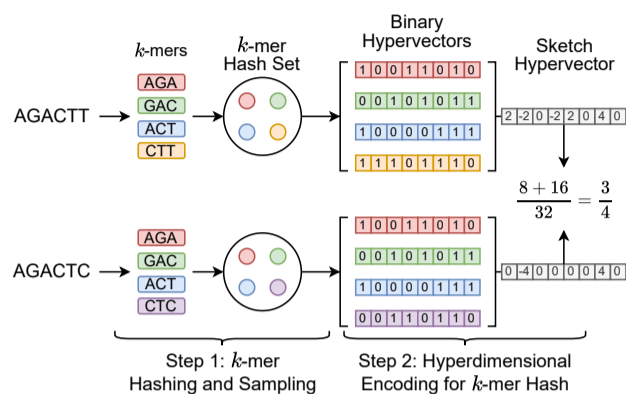 k-mers
k-mer
Hash Set
Binary
Hypervectors
Sketch
Hypervector
AGACTT
AGA
GAC
ACT
CTT
1 0 0 1 1 0 1 0
0 0 1 0 1 0 1 1
1 0 0 0 0 1 1 1
1 1 1 0 1 1 1 0
2 -2 0 -2 2 0 4 0
8 + 16
32
= 3
4
AGACTC
AGA
GAC
ACT
CTC
1 0 0 1 1 0 1 0
0 0 1 0 1 0 1 1
1 0 0 0 0 1 1 1
0 0 1 1 0 1 1 0
0 -4 0 0 0 0 4 0
Step 1: k-mer
Hashing and Sampling
Step 2: Hyperdimensional
Encoding for k-mer Hash